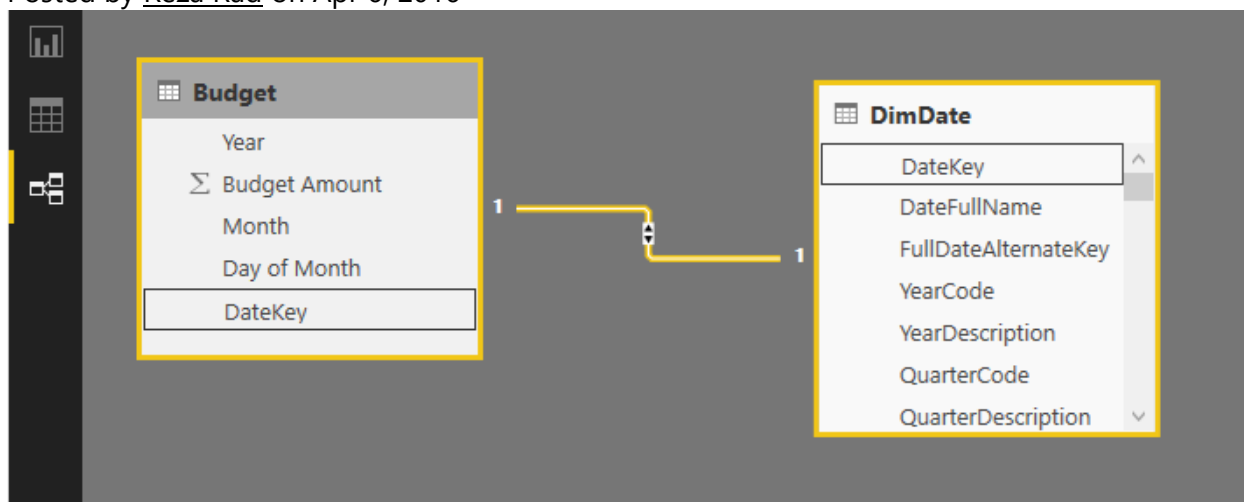 Budget
Year
Σ Budget Amount
Month
Day of Month
DateKey
1
1
DimDate
DateKey
DateFullName
FullDateAlternateKey
YearCode
YearDescription
QuarterCode
QuarterDescription